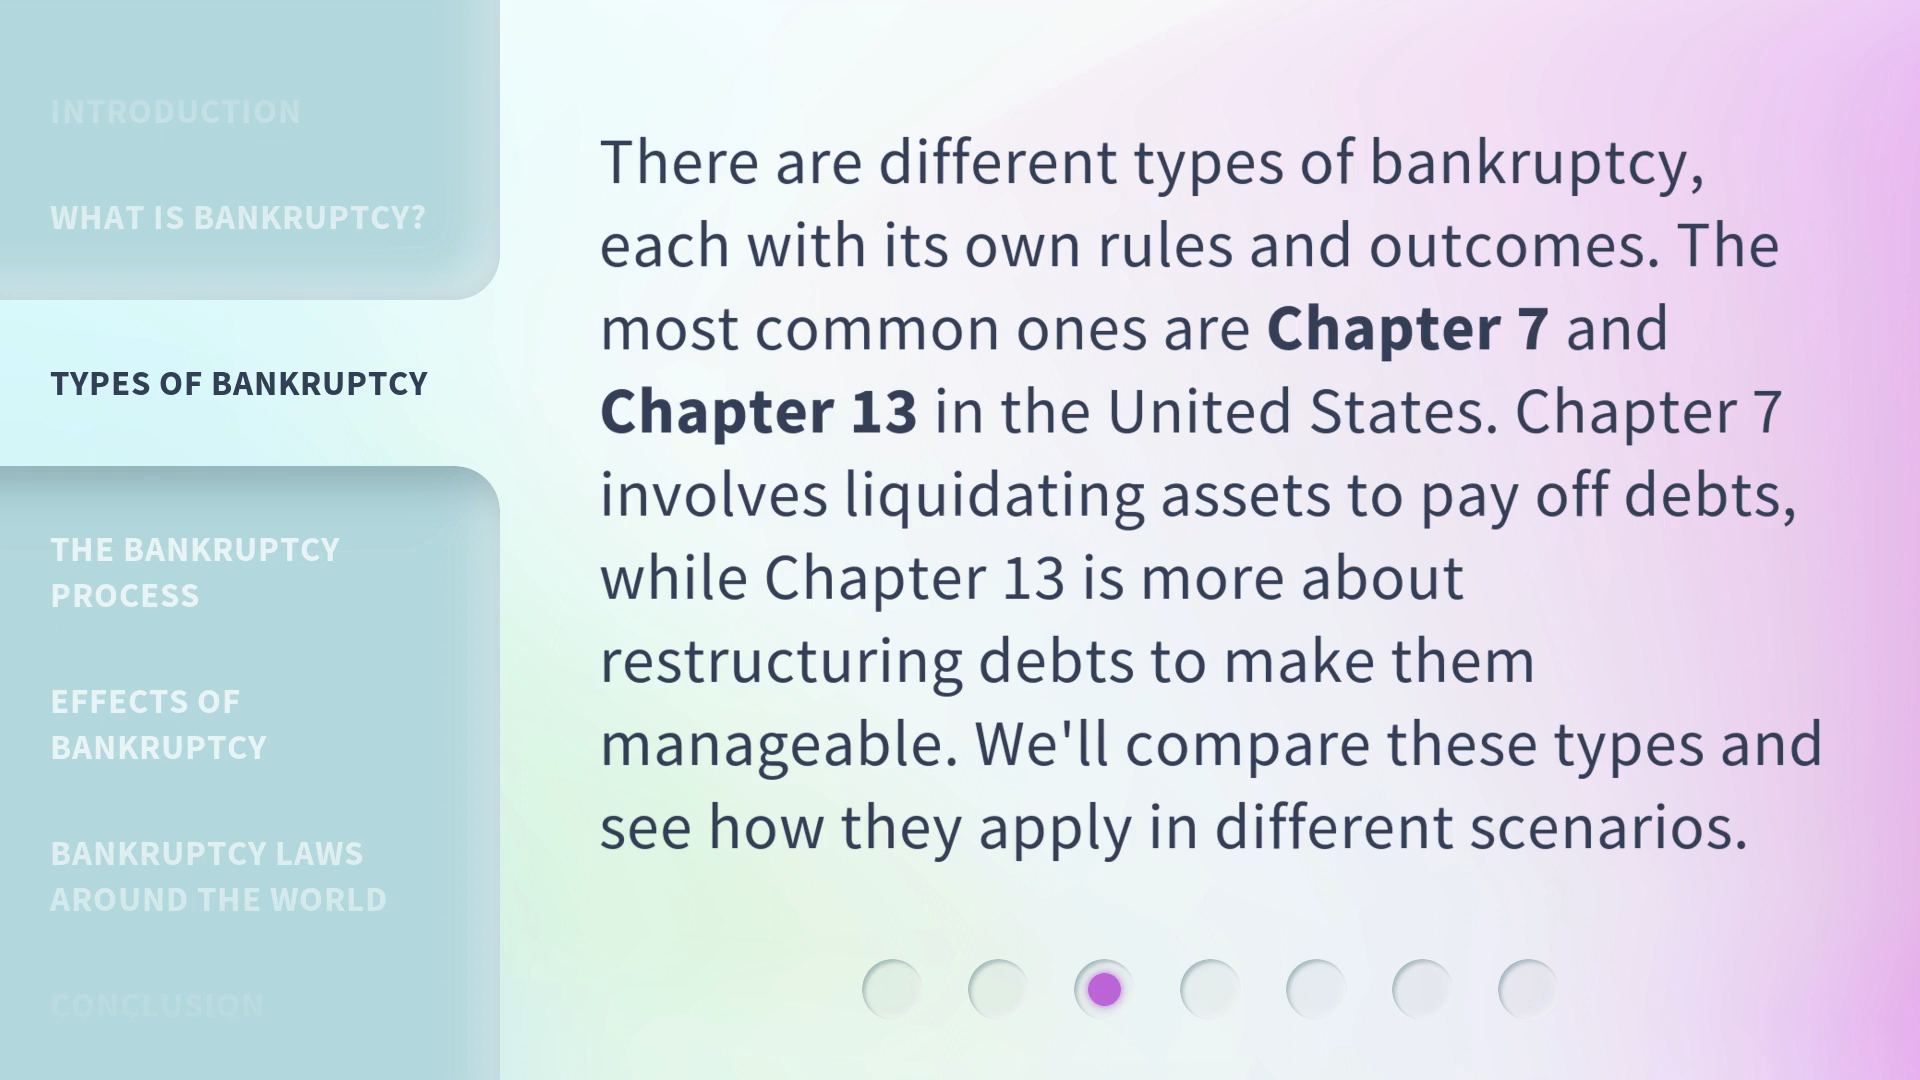 INTRODUCTION
WHAT IS BANKRUPTCY?
TYPES OF BANKRUPTCY
THE BANKRUPTCY
PROCESS
EFFECTS OF
BANKRUPTCY
BANKRUPTCY LAWS
AROUND THE WORLD
CONCLUSION
There are different types of bankruptcy,
each with its own rules and outcomes. The
most common ones are Chapter 7 and
Chapter 13 in the United States. Chapter 7
involves liquidating assets to pay off debts,
while Chapter 13 is more about
restructuring debts to make them
manageable. We'll compare these types and
see how they apply in different scenarios.